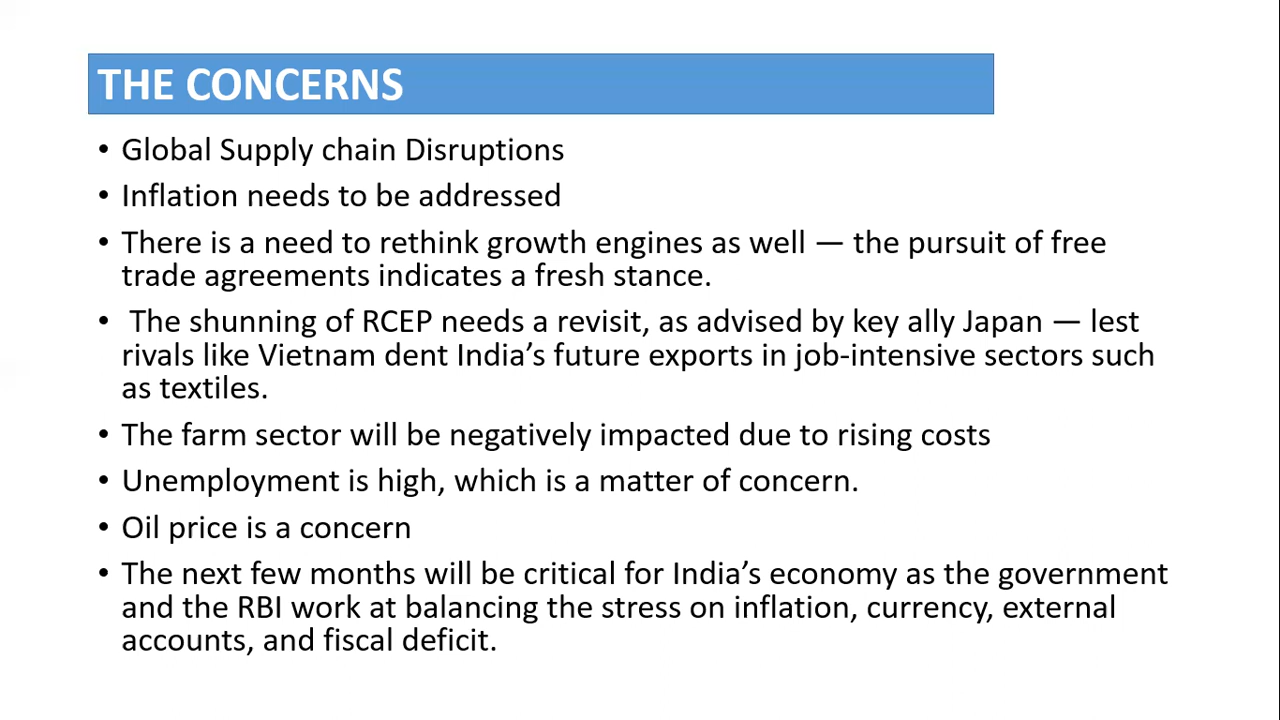 THE CONCERNS
• Global Supply chain Disruptions
• Inflation needs to be addressed
• There is a need to rethink growth engines as well — the pursuit of free
trade agreements indicates a fresh stance.
• The shunning of RCEP needs a revisit, as advised by key ally Japan — lest
rivals like Vietnam dent India’s future exports in job-intensive sectors such
as textiles.
• The farm sector will be negatively impacted due to rising costs
• Unemployment is high, which is a matter of concern.
• Oil price is a concern
• The next few months will be critical for India’s economy as the government
and the RBI work at balancing the stress on inflation, currency, external
accounts, and fiscal deficit.